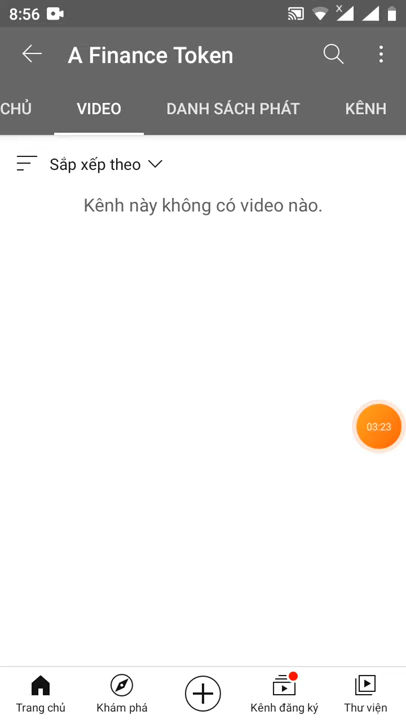 8:56
A Finance Token
CHỦ VIDEO DANH SÁCH PHÁT KÊNH
Sắp xếp theo
Kênh này không có video nào.
03:23
Trang chủ Khám phá Kênh đăng ký Thư viện